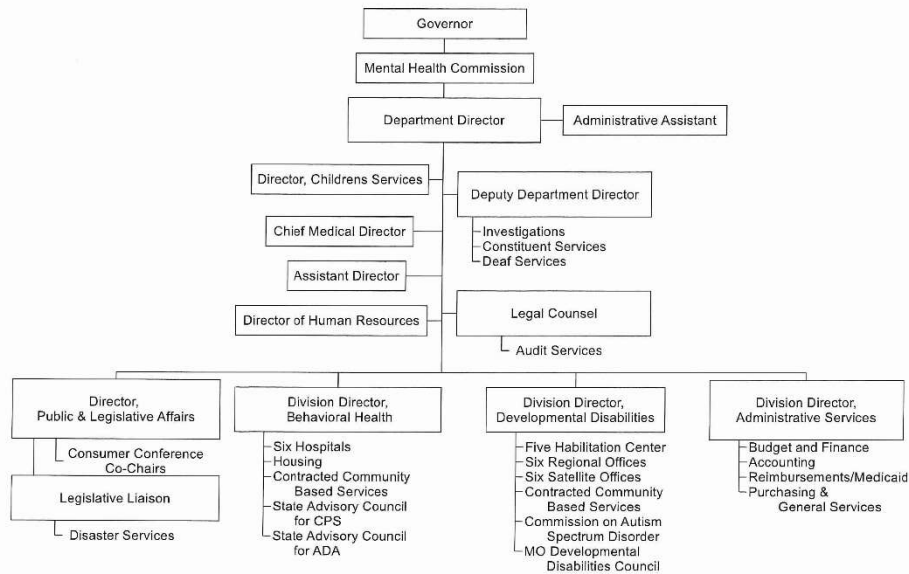 Governor
Mental Health Commission
Department Director
Administrative Assistant
Director, Childrens Services
Deputy Department Director
Investigations
Constituent Services
Deaf Services
Chief Medical Director
Assistant Director
Director of Human Resources
Legal Counsel
Audit Services
Director,
Public & Legislative Affairs
Consumer Conference
Co-Chairs
Legislative Liaison
Disaster Services
Division Director,
Behavioral Health
Six Hospitals
Housing
Contracted Community
Based Services
State Advisory Council
for CPS
State Advisory Council
for ADA
Division Director,
Developmental Disabilities
Five Habilitation Center
Six Regional Offices
Six Satellite Offices
Contracted Community
Based Services
Commission on Autism
Spectrum Disorder
MO Developmental
Disabilities Council
Division Director,
Administrative Services
Budget and Finance
Accounting
Reimbursements/Medicaid
Purchasing &
General Services